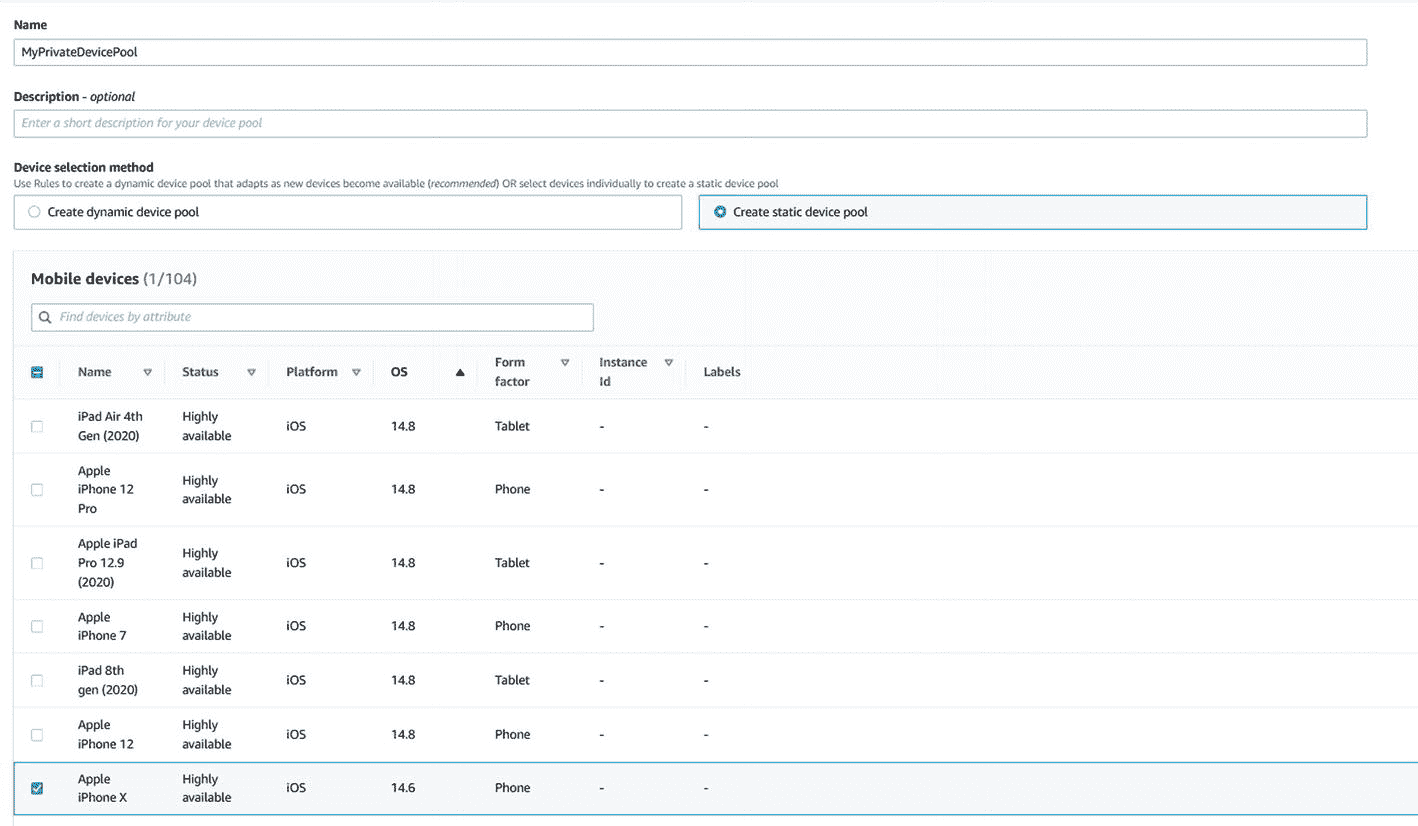 Name
MyPrivateDevicePool
Description - optional
Enter a short description for your device pool
Device selection method
Use Rules to create a dynamic device pool that adapts as new devices become available (recommended) OR select devices individually to create a static device pool
Create dynamic device pool
Create static device pool
Mobile devices (1/104)
Find devices by attribute
Name Status Platform OS Form factor Instance Id Labels
iPad Air 4th Highly
Gen (2020) available iOS 14.8 Tablet - -
Apple
iPhone 12 Highly available iOS 14.8 Phone - -
Pro
Apple iPad
Pro 12.9 Highly available iOS 14.8 Tablet - -
(2020)
Apple Highly
iPhone 7 available iOS 14.8 Phone - -
iPad 8th Highly
gen (2020) available iOS 14.8 Tablet - -
Apple Highly
iPhone 12 available iOS 14.8 Phone - -
Apple Highly
iPhone X available iOS 14.6 Phone - -